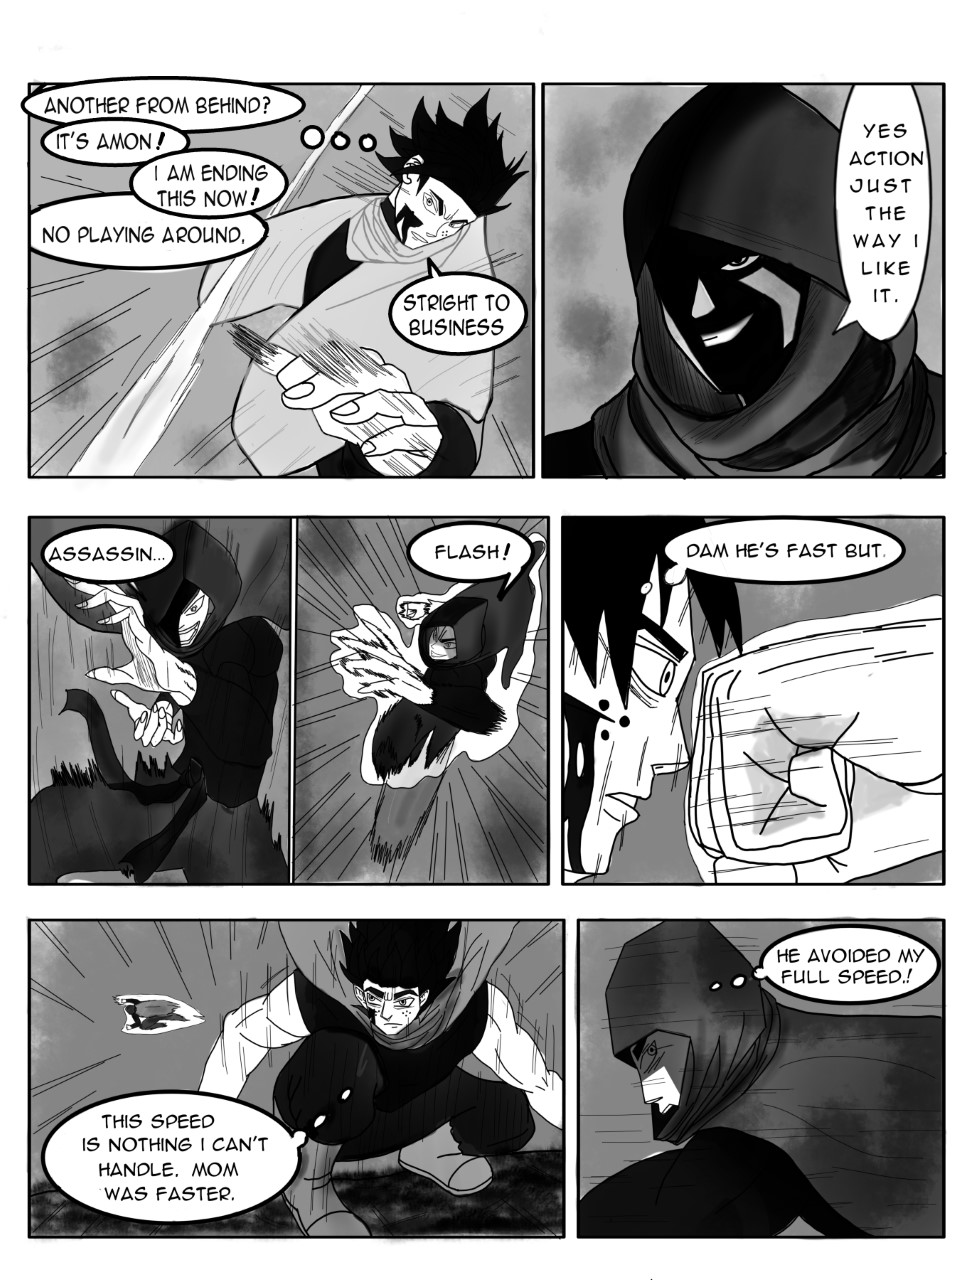 ANOTHER FROM BEHIND?
IT'S AMON!
I AM ENDING
THIS NOW!
NO PLAYING AROUND.
STRIGHT TO
BUSINESS
YES
ACTION
JUST
THE
WAY I
LIKE
IT.
ASSASSIN...
FLASH!
DAM HE'S FAST BUT.
THIS SPEED
IS NOTHING I CAN'T
HANDLE. MOM
WAS FASTER.
HE AVOIDED MY
FULL SPEED.!